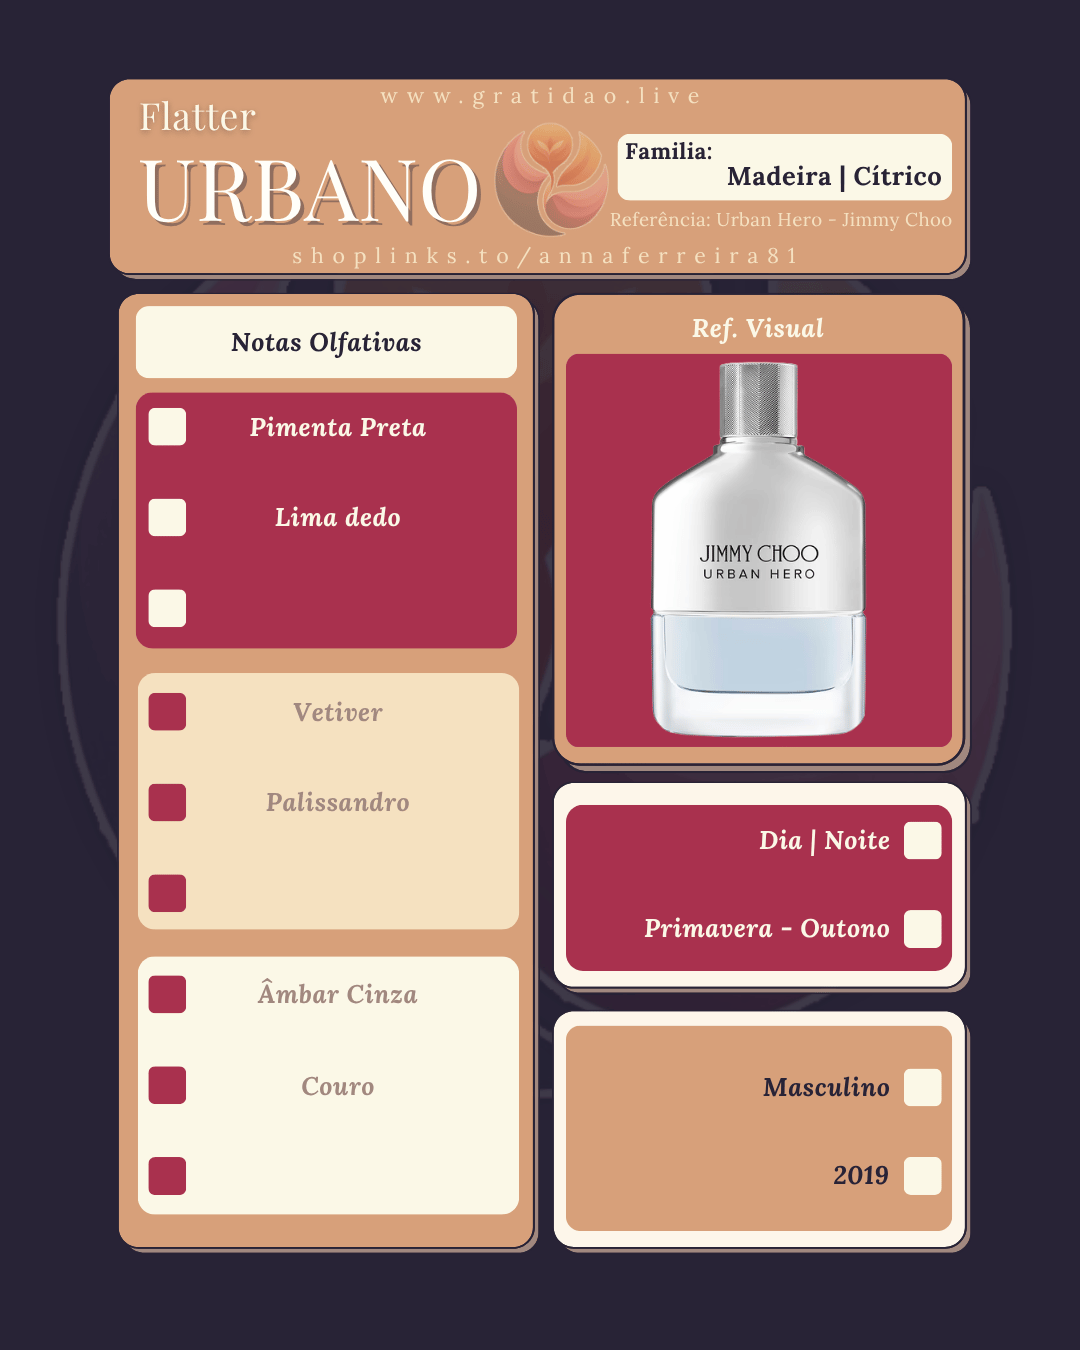 www.gratidao.live
Flatter
URBANO
Familia:
Madeira | Cítrico
Referência: Urban Hero - Jimmy Choo
shoplinks.to/annaferreira81
Notas Olfativas
Pimenta Preta
Lima dedo
Vetiver
Palissandro
Âmbar Cinza
Couro
Ref. Visual
JIMMY CHOO
URBAN HERO
Dia | Noite
Primavera - Outono
Masculino
2019